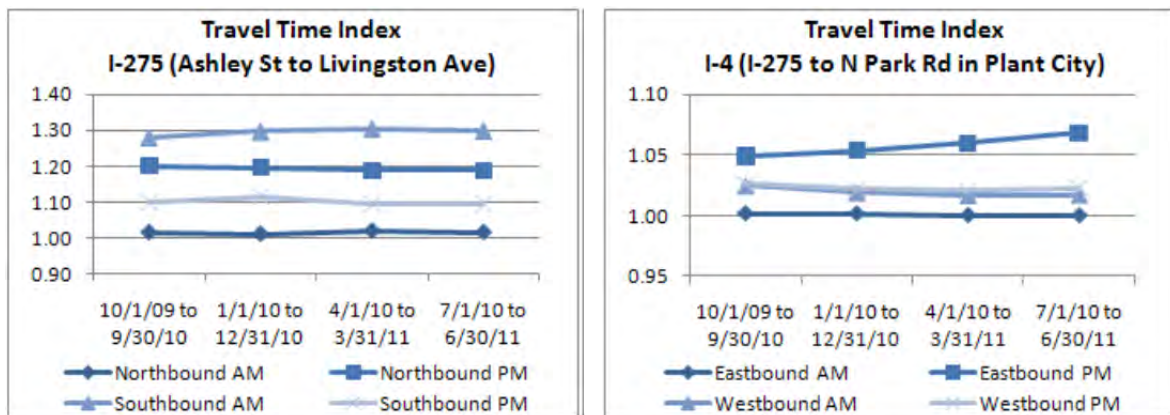 Travel Time Index
I-275 (Ashley St to Livingston Ave)
1.40
1.30
1.20
1.10
1.00
0.90
10/1/09 to 1/1/10 to 4/1/10 to 7/1/10 to
9/30/10 12/31/10 3/31/11 6/30/11
Northbound AM Northbound PM
Southbound AM Southbound PM
Travel Time Index
I-4 (I-275 to N Park Rd in Plant City)
1.10
1.05
1.00
0.95
10/1/09 to 1/1/10 to 4/1/10 to 7/1/10 to
9/30/10 12/31/10 3/31/11 6/30/11
Eastbound AM Eastbound PM
Westbound AM Westbound PM